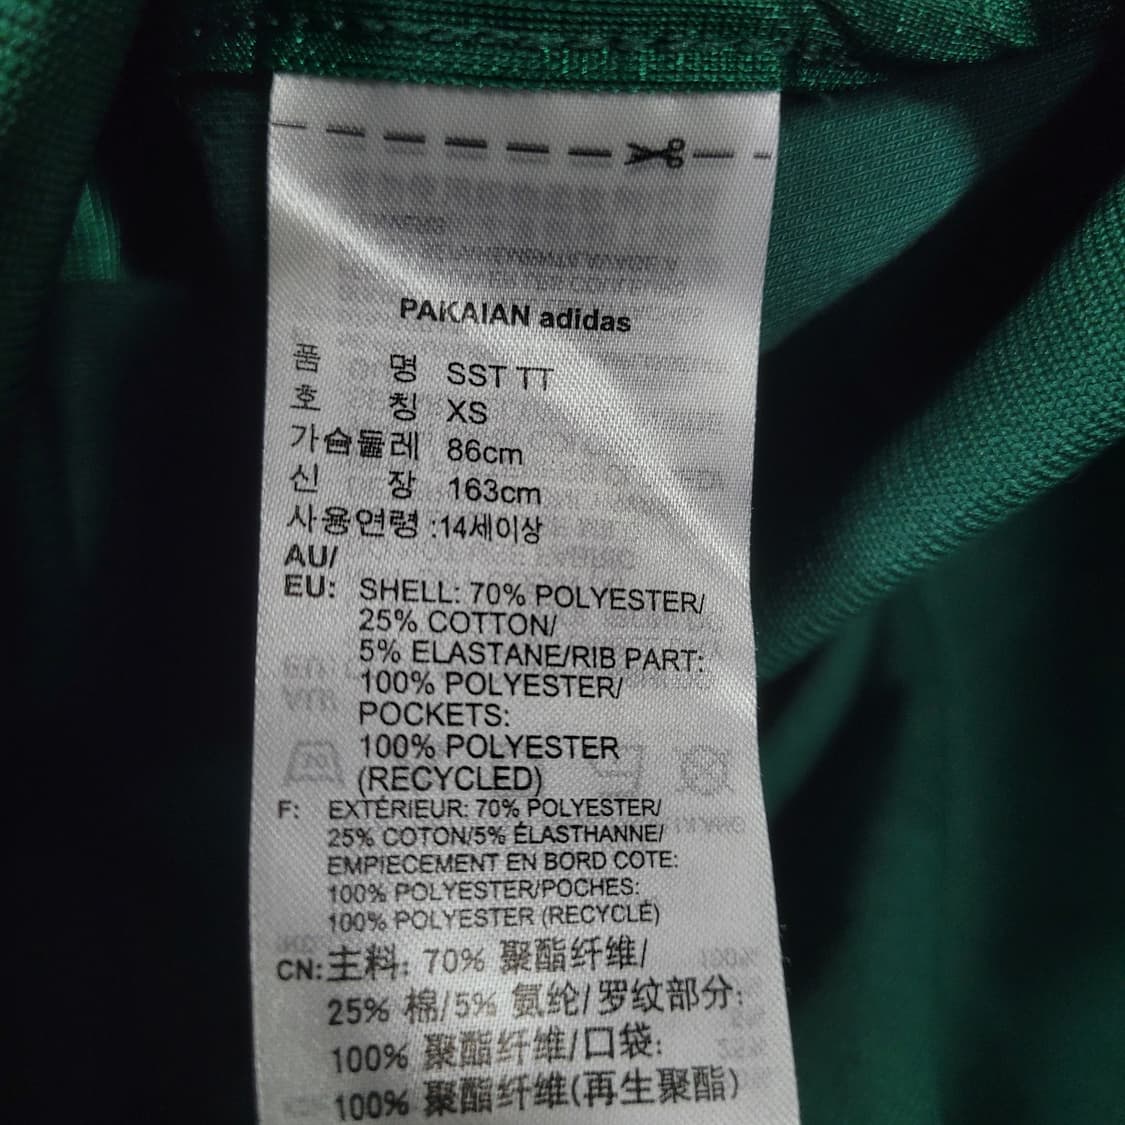 PAKAIAN adidas
품 명 SST TT
호 칭 XS
가슴둘레 86cm
신 장 163cm
사용연령 :14세이상
AU/
EU: SHELL: 70% POLYESTER/
25% COTTON/
5% ELASTANE/RIB PART:
100% POLYESTER/
POCKETS:
100% POLYESTER
(RECYCLED)
F: EXTÉRIEUR: 70% POLYESTER/
25% COTON/5% ÉLASTHANNE/
EMPIECEMENT EN BORD COTE:
100% POLYESTER/POCHES:
100% POLYESTER (RECYCLÉ)
CN: 主料: 70% 聚酯纤维/
25% 棉/5% 氨纶/罗纹部分:
100% 聚酯纤维/口袋:
100% 聚酯纤维(再生聚酯)